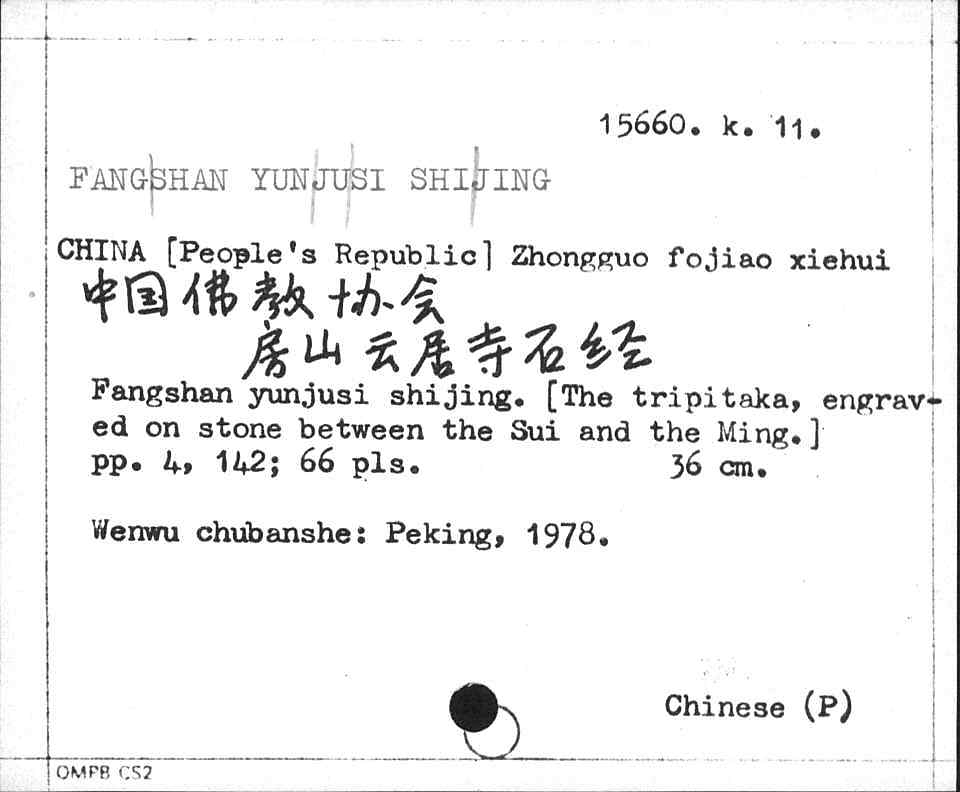 15660. k. 11.
FANGSHAN YUNJUSI SHIJING
CHINA [People's Republic] Zhongguo fojiao xiehui
中国佛教协会
房山云居寺石经
Fangshan yunjusi shijing. [The tripitaka, engrav-
ed on stone between the Sui and the Ming.]
pp. 4, 142; 66 pls. 36 cm.
Wenwu chubanshe: Peking, 1978.
Chinese (P)
OMPB CS2